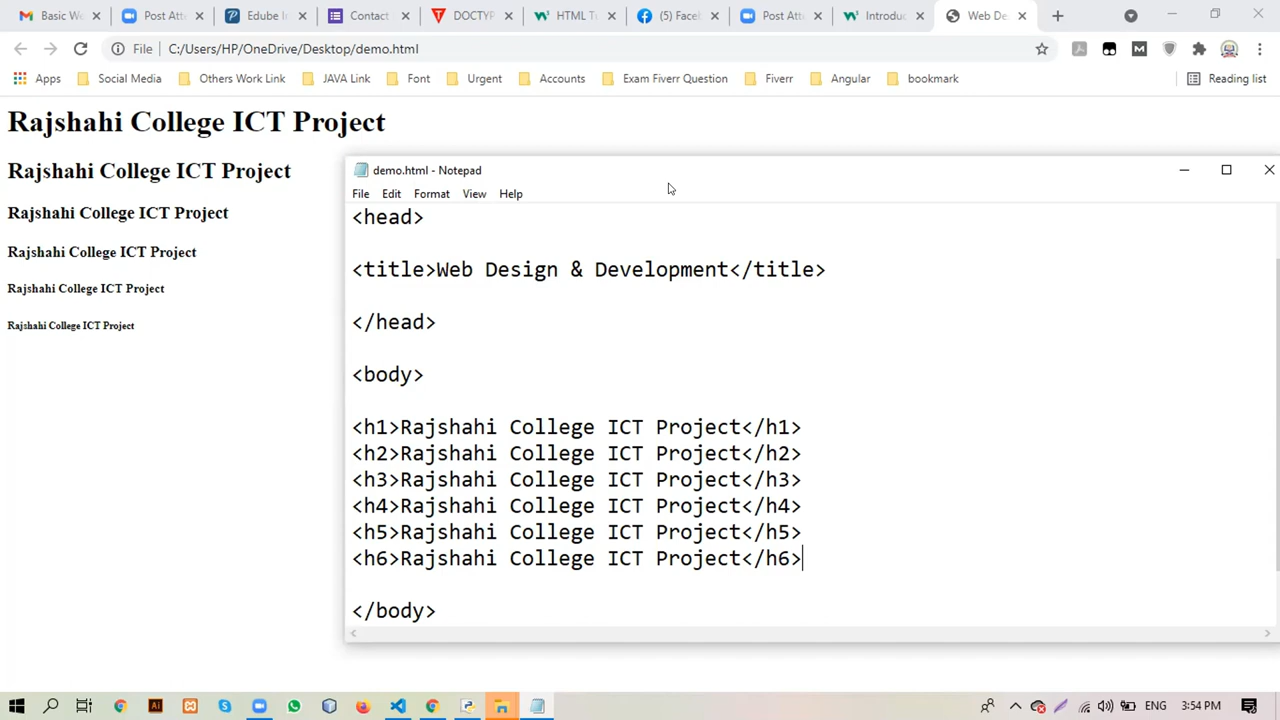 Basic We
Post Atte
Edube In
Contact
DOCTYP
HTML Tu
(5) Face
Post Atte
Introduc
Web De
File
C:/Users/HP/OneDrive/Desktop/demo.html
Apps
Social Media
Others Work Link
JAVA Link
Font
Urgent
Accounts
Exam Fiverr Question
Fiverr
Angular
bookmark
Reading list
Rajshahi College ICT Project
Rajshahi College ICT Project
Rajshahi College ICT Project
Rajshahi College ICT Project
Rajshahi College ICT Project
Rajshahi College ICT Project
demo.html - Notepad
File Edit Format View Help
<head>
<title>Web Design & Development</title>
</head>
<body>
<h1>Rajshahi College ICT Project</h1>
<h2>Rajshahi College ICT Project</h2>
<h3>Rajshahi College ICT Project</h3>
<h4>Rajshahi College ICT Project</h4>
<h5>Rajshahi College ICT Project</h5>
<h6>Rajshahi College ICT Project</h6>
</body>
ENG 3:54 PM